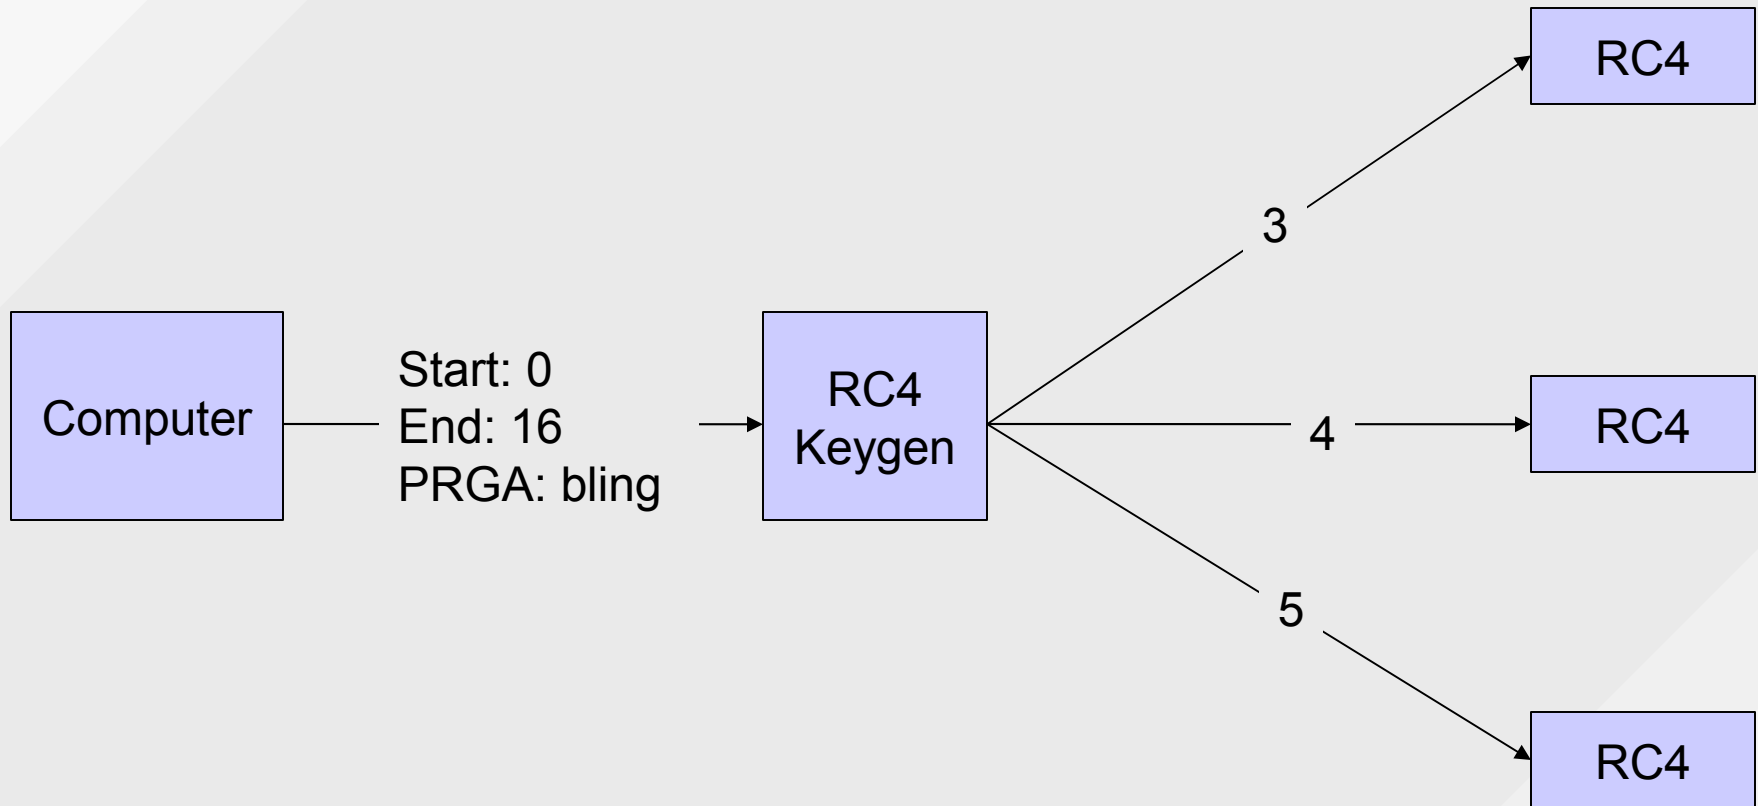 RC4
3
Computer
Start: 0
End: 16
PRGA: bling
RC4
Keygen
4
RC4
5
RC4